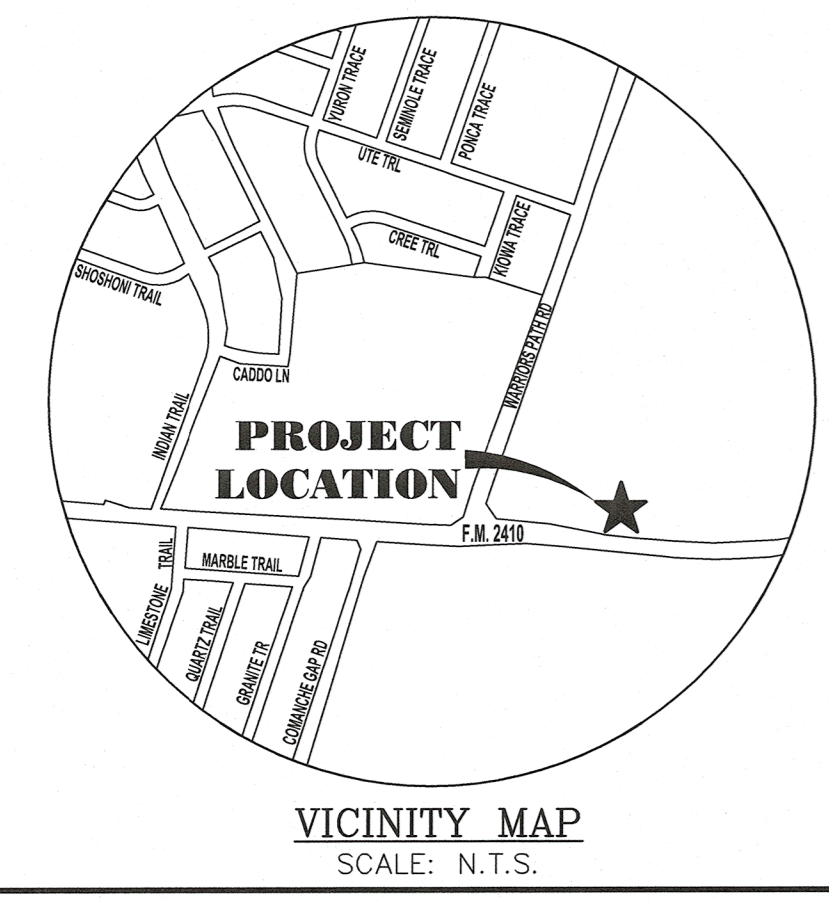 YURON TRACE
SEMINOLE TRACE
PONCA TRACE
UTE TRL
CREE TRL
KIOWA TRACE
SHOSHONI TRAIL
WARRIORS PATH RD
CADDO LN
INDIAN TRAIL
PROJECT
LOCATION
F.M. 2410
LIMESTONE TRAIL
MARBLE TRAIL
QUARTZ TRAIL
GRANITE TR
COMANCHE GAP RD
VICINITY MAP
SCALE: N.T.S.